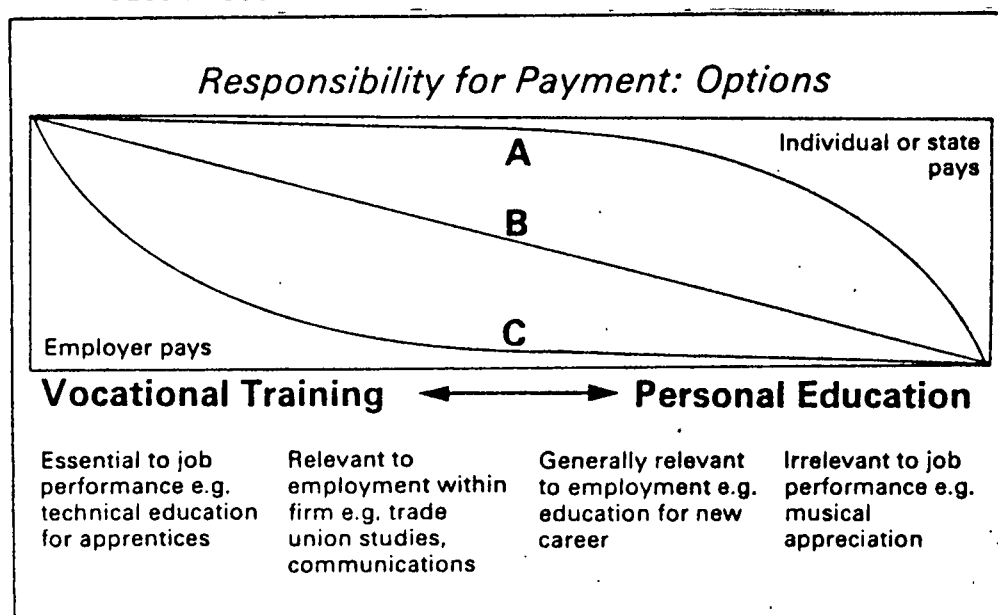 Responsibility for Payment: Options
Individual or state
pays
A
B
C
Employer pays
Vocational Training
Personal Education
Essential to job
performance e.g.
technical education
for apprentices
Relevant to
employment within
firm e.g. trade
union studies,
communications
Generally relevant
to employment e.g.
education for new
career
Irrelevant to job
performance e.g.
musical
appreciation